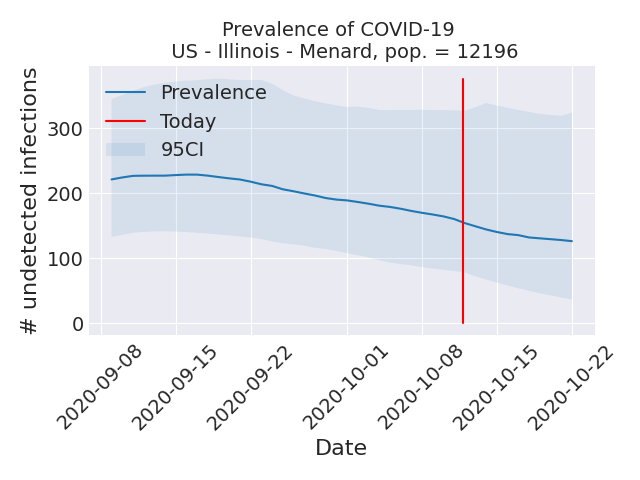 Prevalence of COVID-19
US - Illinois - Menard, pop. = 12196
Prevalence
Today
95CI
# undetected infections
300
200
100
0
2020-09-08
2020-09-15
2020-09-22
2020-10-01
2020-10-08
2020-10-15
2020-10-22
Date